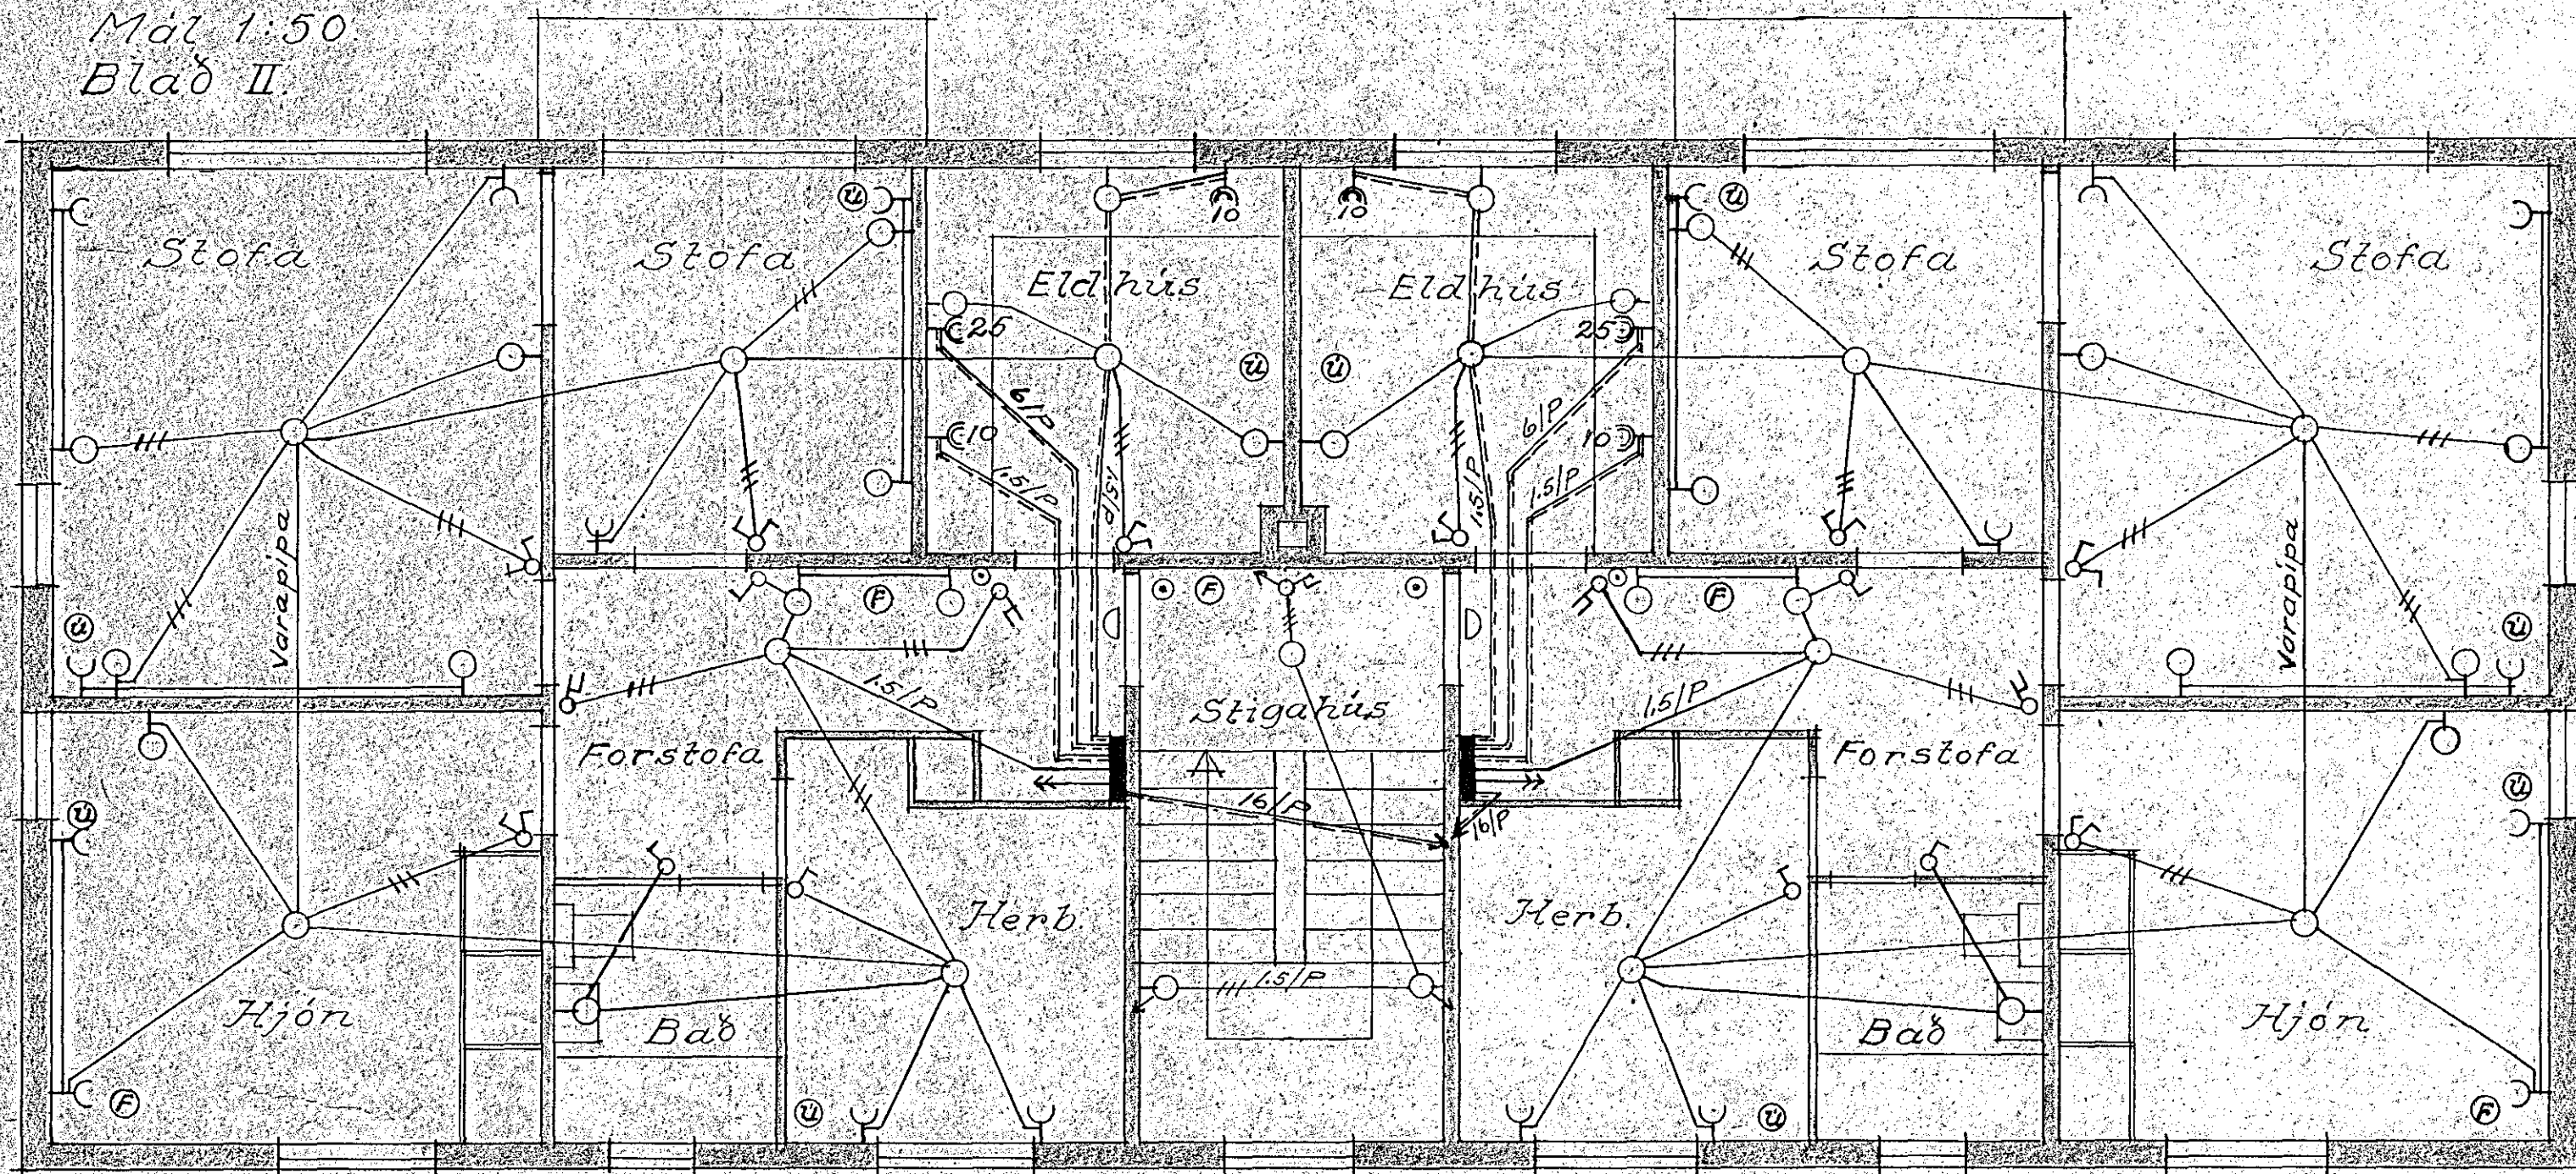 Mál 1:50.
Blað II.
Ú Ú
10 10
Stofa Stofa Eldhús Eldhús Stofa Stofa
25 25
Ú Ú
6/P 6/P
10 10
1.5/P 1.5/P 1.5/P 1.5/P
Varapípa Varapípa
F F F
Ú Ú
1.5/P 1.5/P
Stigahús
Forstofa Forstofa
A
Ú Ú
16/P 16/P
Herb. Herb.
1.5/P
Hjón Bað Bað Hjón
F Ú Ú F